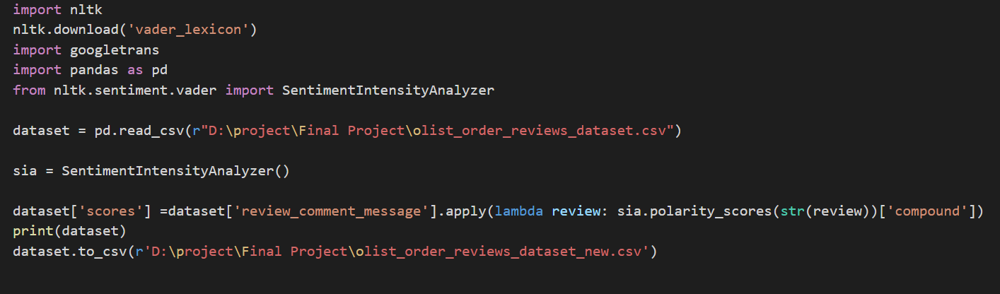 import nltk
nltk.download('vader_lexicon')
import googletrans
import pandas as pd
from nltk.sentiment.vader import SentimentIntensityAnalyzer
dataset = pd.read_csv(r"D:\project\Final Project\olist_order_reviews_dataset.csv")
sia = SentimentIntensityAnalyzer()
dataset['scores'] =dataset['review_comment_message'].apply(lambda review: sia.polarity_scores(str(review))['compound'])
print(dataset)
dataset.to_csv(r'D:\project\Final Project\olist_order_reviews_dataset_new.csv')